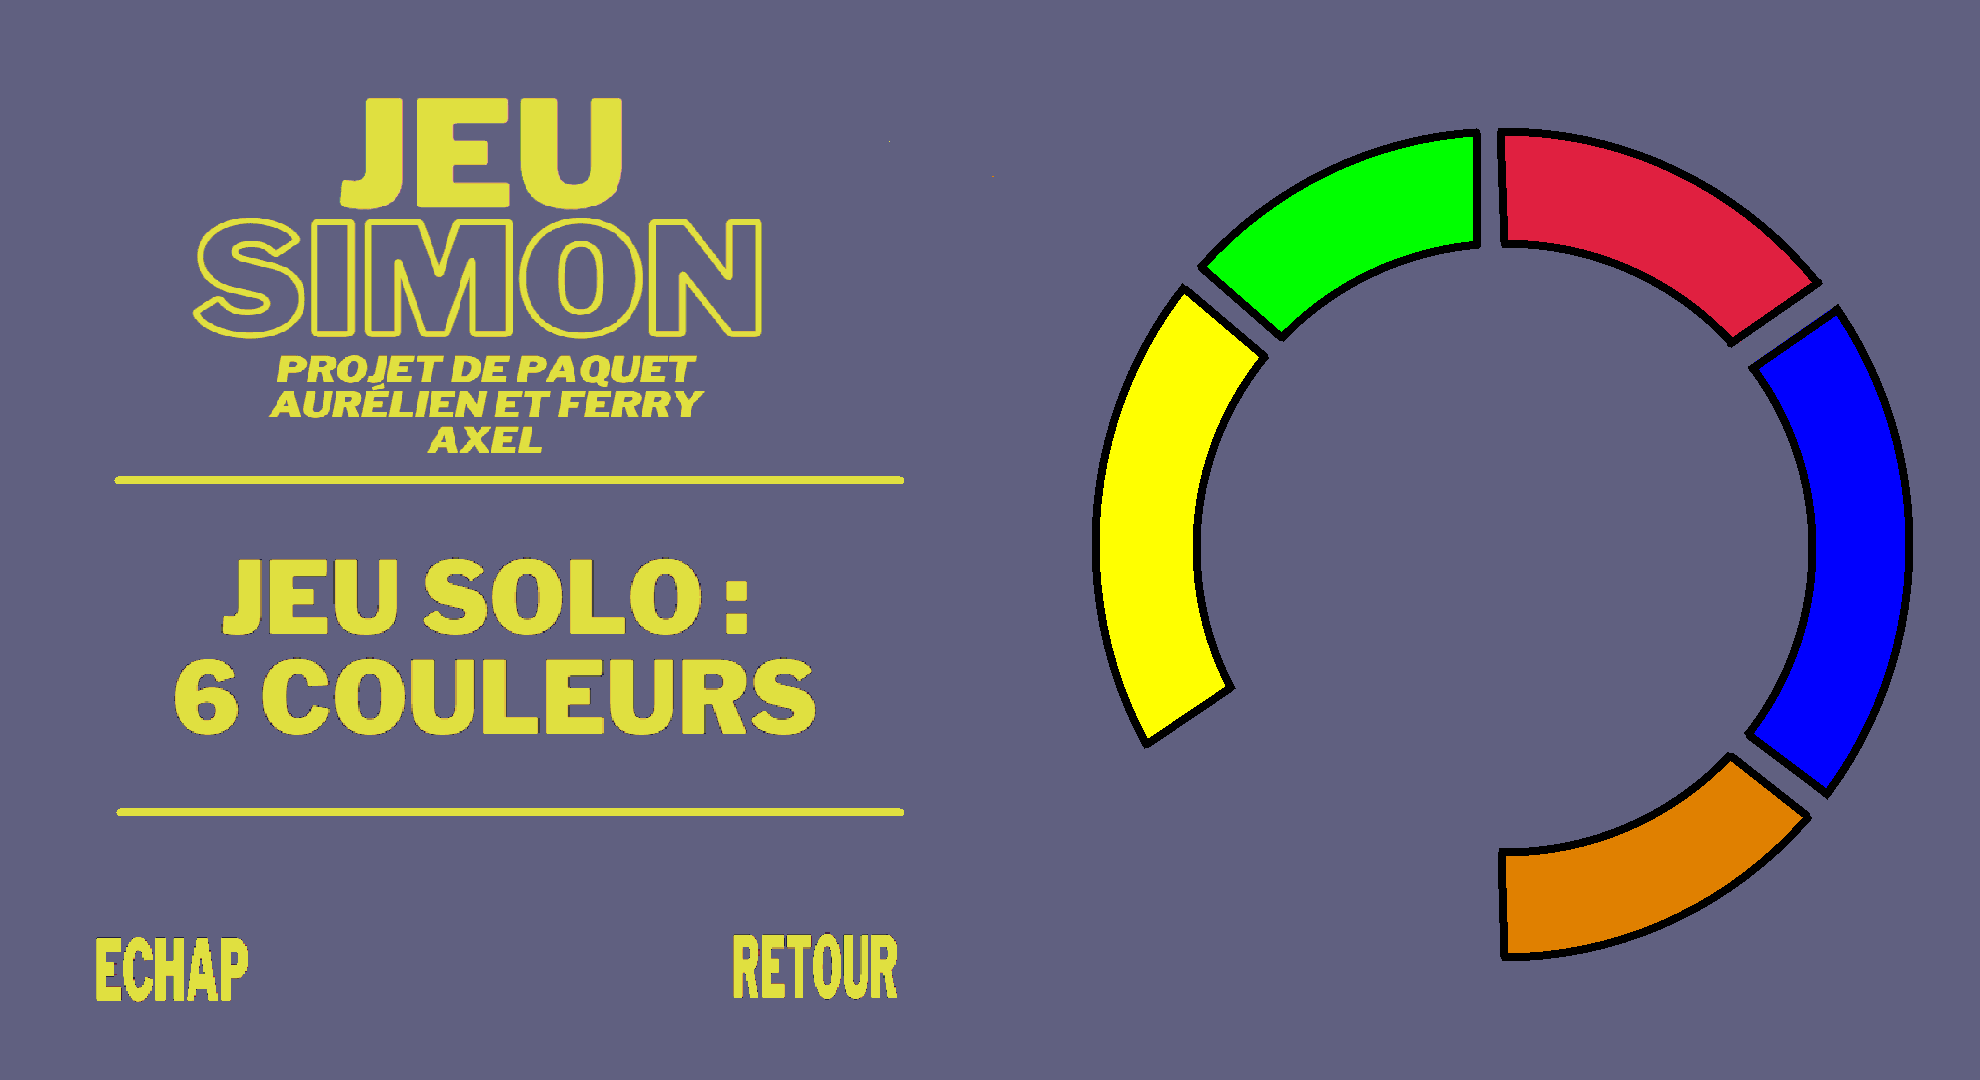 JEU
SIMON
PROJET DE PAQUET
AURÉLIEN ET FERRY
AXEL
JEU SOLO :
6 COULEURS
ECHAP
RETOUR